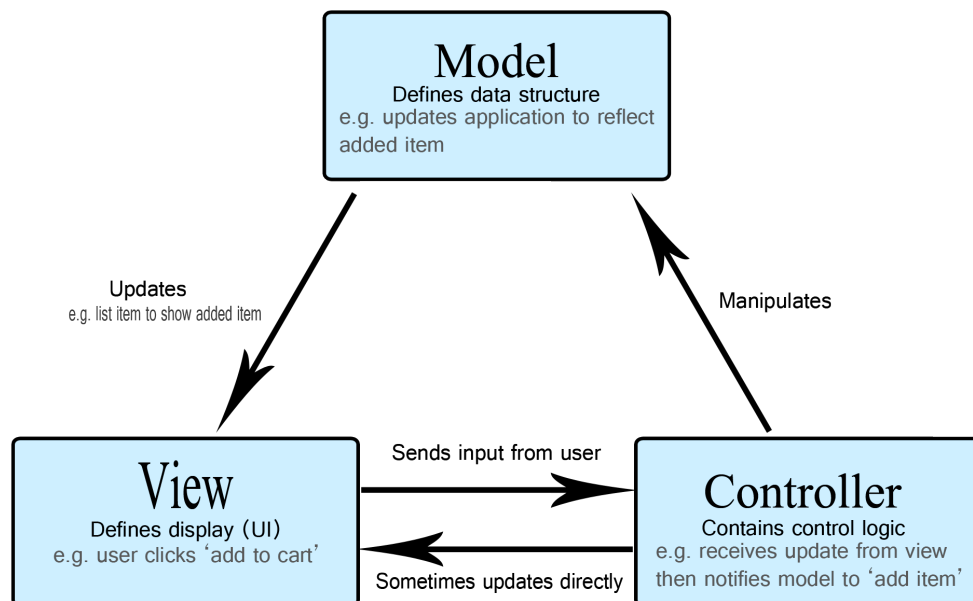 Model
Defines data structure
e.g. updates application to reflect
added item
Updates
e.g. list item to show added item
Manipulates
View
Defines display (UI)
e.g. user clicks ‘add to cart’
Sends input from user
Sometimes updates directly
Controller
Contains control logic
e.g. receives update from view
then notifies model to ‘add item’